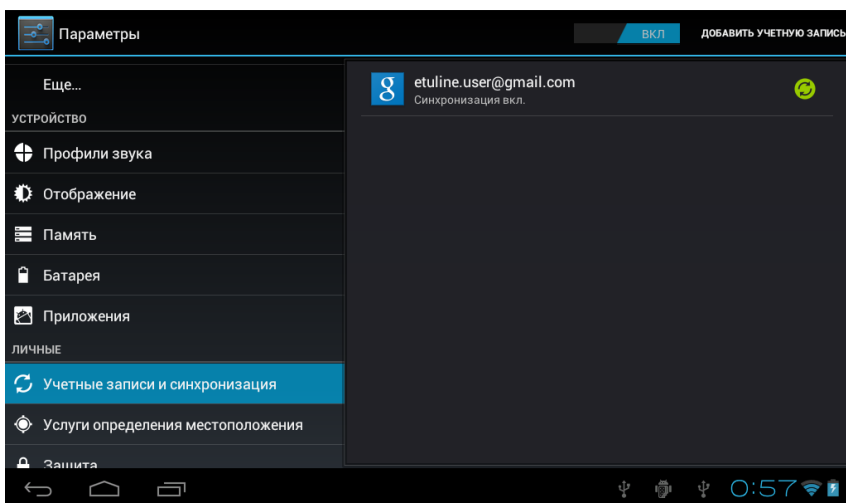 Параметры
ВКЛ
ДОБАВИТЬ УЧЕТНУЮ ЗАПИСЬ
Еще...
УСТРОЙСТВО
Профили звука
Отображение
Память
Батарея
Приложения
ЛИЧНЫЕ
Учетные записи и синхронизация
Услуги определения местоположения
Защита
g
etuline.user@gmail.com
Синхронизация вкл.
0:57